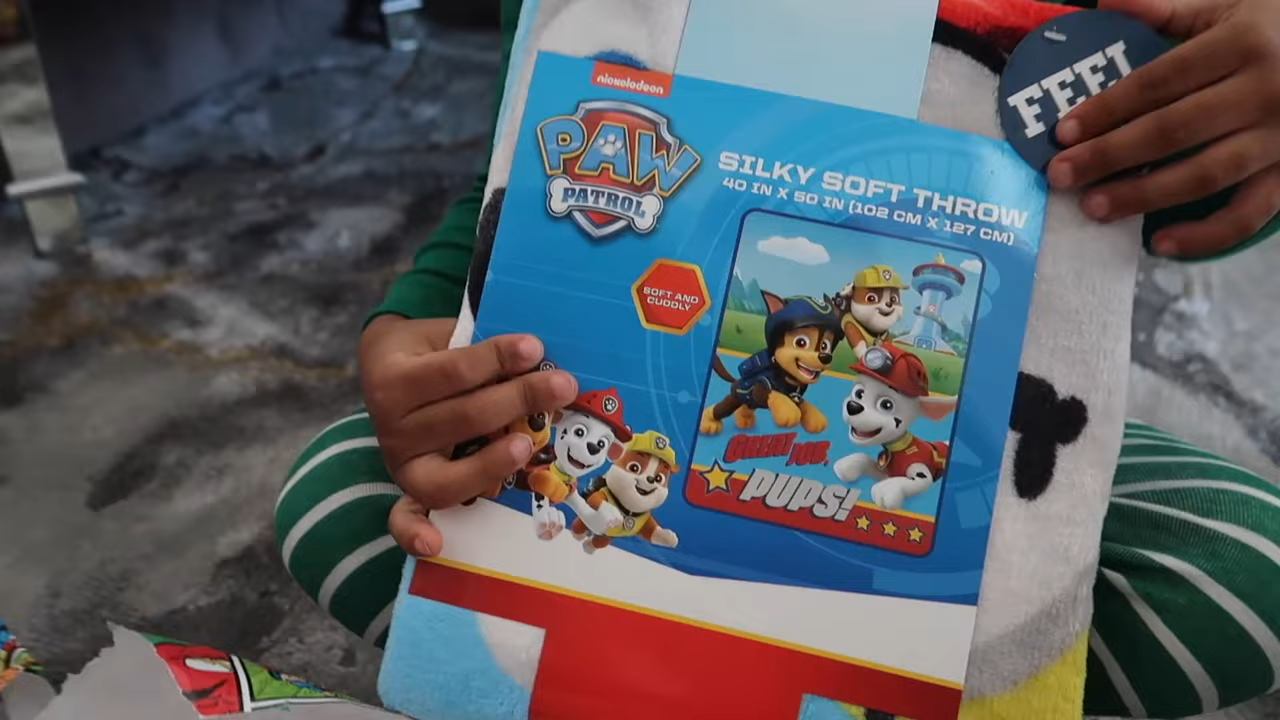 nickelodeon
PAW
PATROL
SILKY SOFT THROW
40 IN X 50 IN (102 CM X 127 CM)
SOFT AND
CUDDLY
GREAT JOB,
PUPS!
FEEL